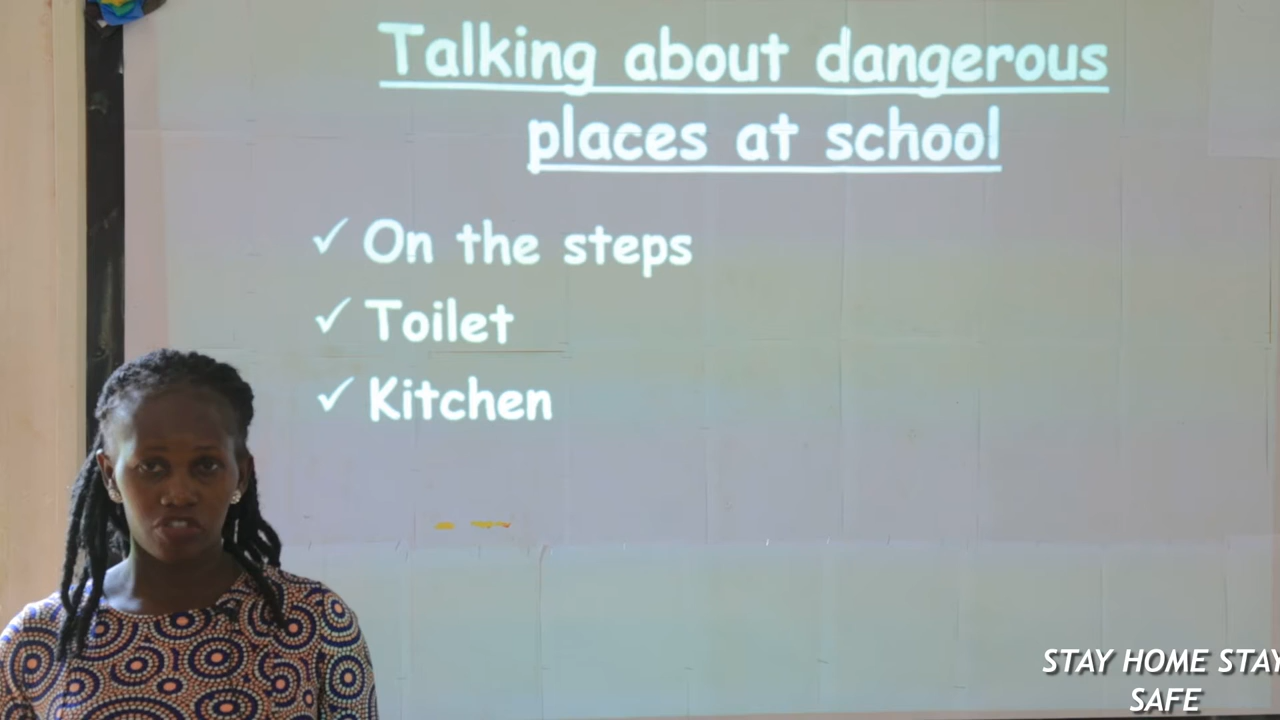 Talking about dangerous
places at school
✓ On the steps
✓ Toilet
✓ Kitchen
STAY HOME STAY
SAFE